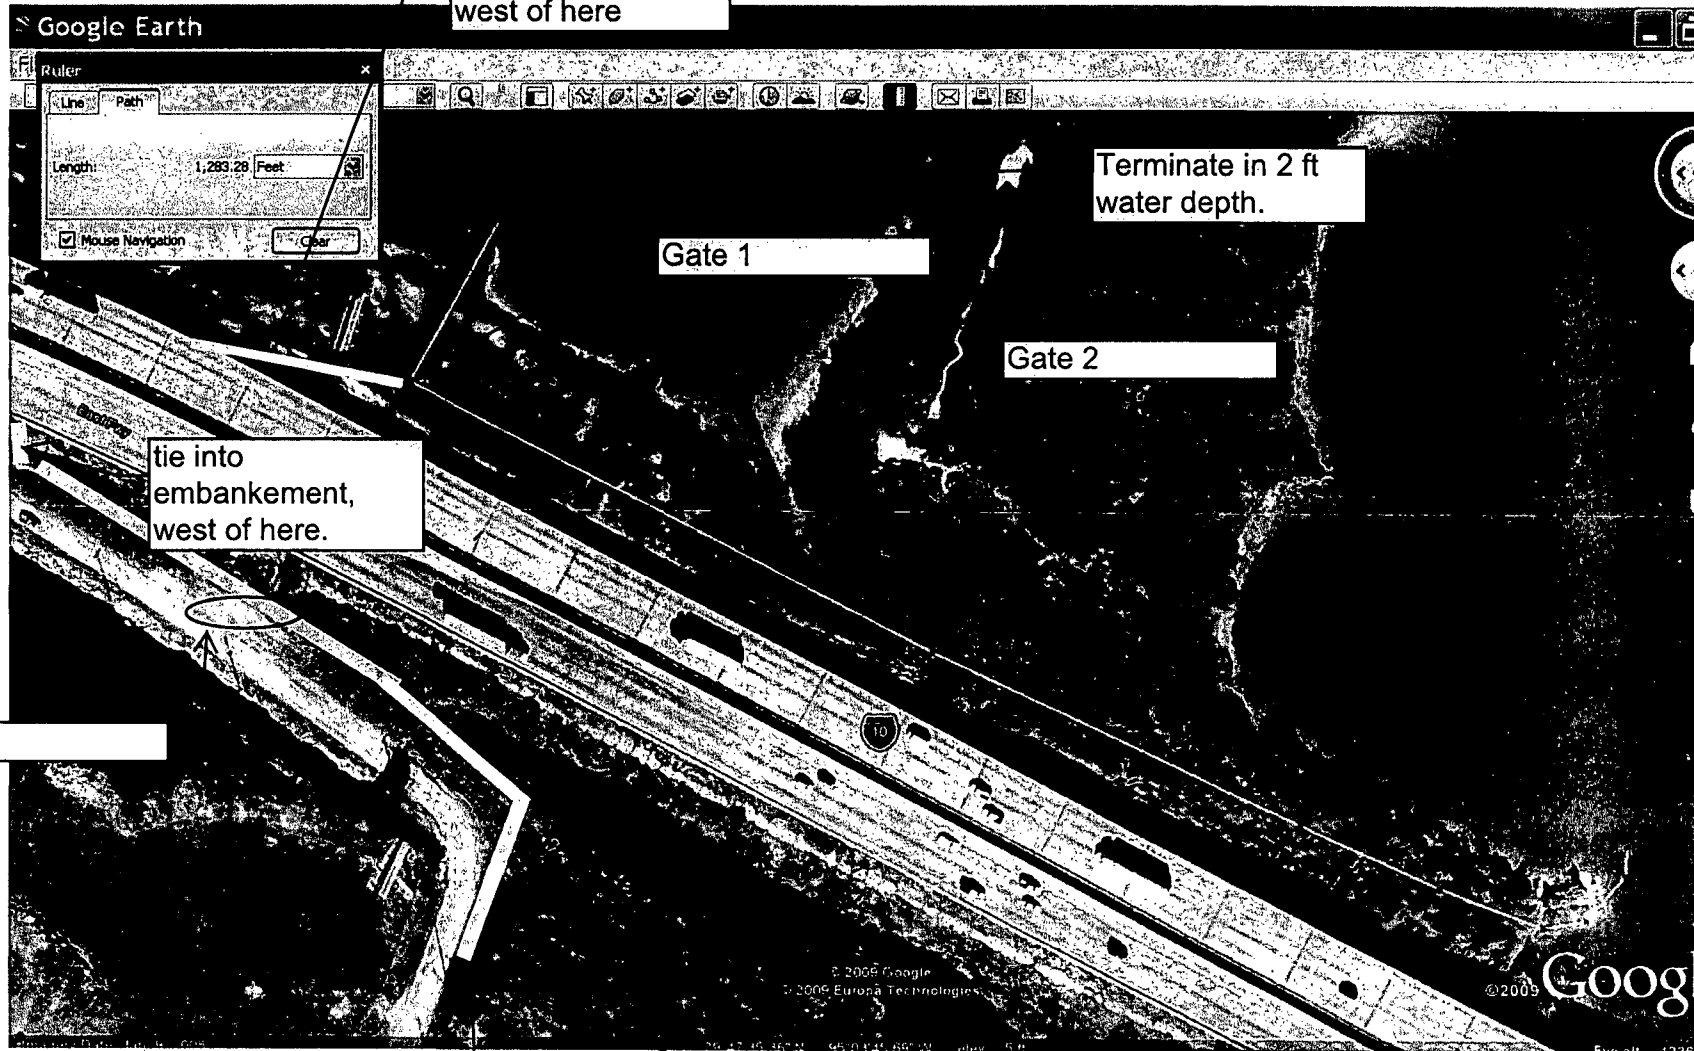 west of here
Google Earth
Ruler
Line
Path
Length:
1,283.28 Feet
Mouse Navigation
Clear
Terminate in 2 ft
water depth.
Gate 1
Gate 2
tie into
embankement,
west of here.
10
© 2009 Google
© 2009 Europa Technologies
©2009 Goog